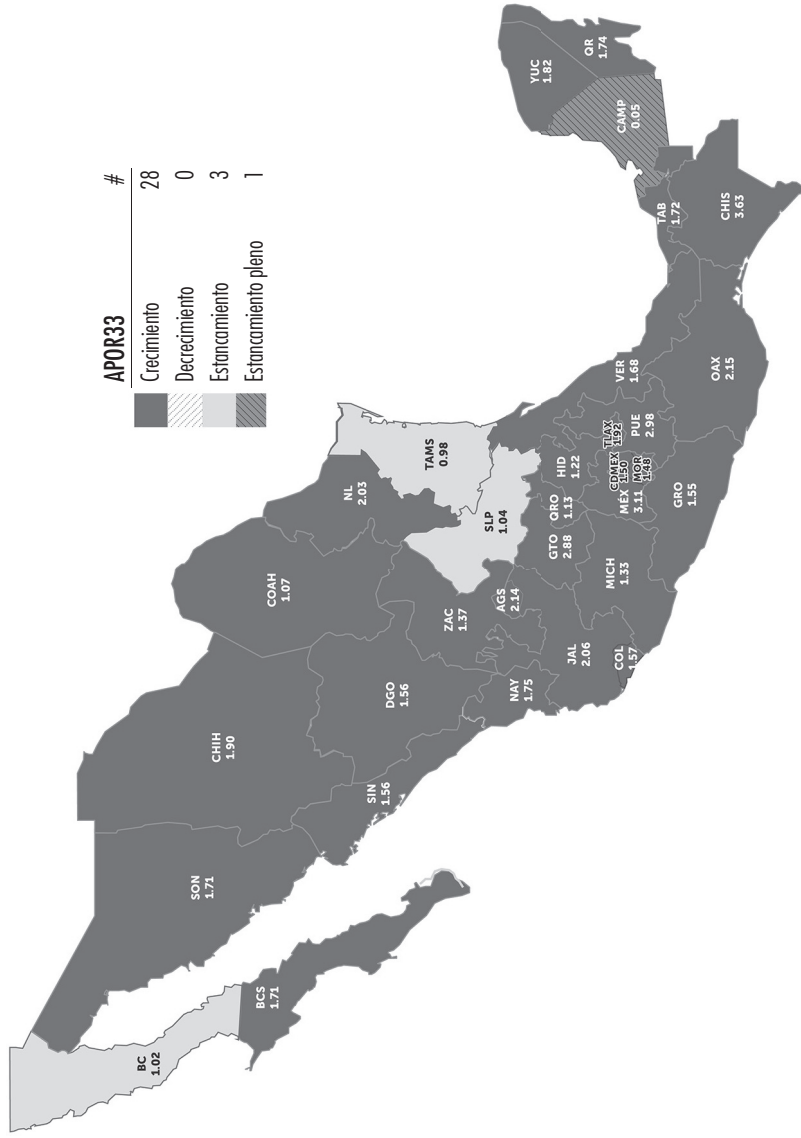 APOR33 #
Crecimiento 28
Decrecimiento 0
Estancamiento 3
Estancamiento pleno 1
BC
1.02
BCS
1.71
SON
1.71
CHIH
1.90
COAH
1.07
NL
2.03
TAMS
0.98
SIN
1.56
DGO
1.56
ZAC
1.37
SLP
1.04
NAY
1.75
AGS
2.14
JAL
2.06
GTO
2.88
QRO
1.13
HID
1.22
COL
1.57
MICH
1.33
MÉX
3.11
CDMEX
1.50
MOR
1.48
TLAX
1.92
PUE
2.98
VER
1.68
GRO
1.55
OAX
2.15
TAB
1.72
CHIS
3.63
CAMP
0.05
YUC
1.82
QR
1.74